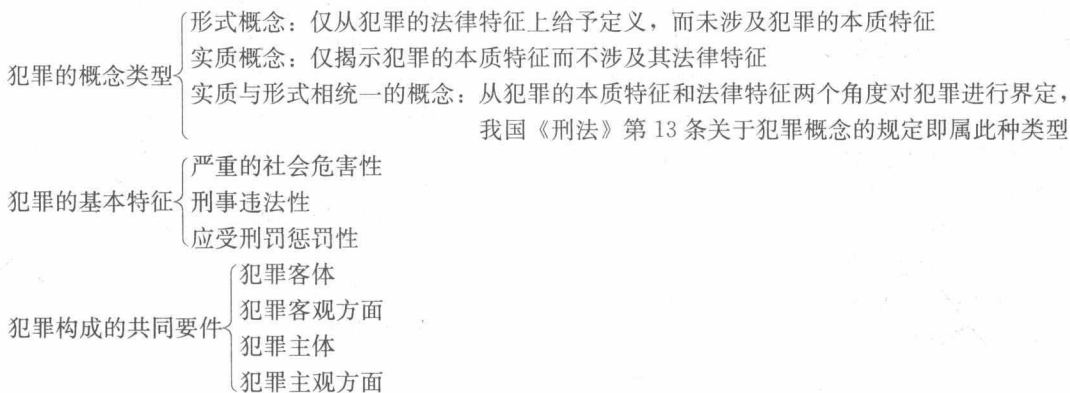 形式概念：仅从犯罪的法律特征上给予定义，而未涉及犯罪的本质特征
犯罪的概念类型
实质概念：仅揭示犯罪的本质特征而不涉及其法律特征
实质与形式相统一的概念：从犯罪的本质特征和法律特征两个角度对犯罪进行界定，
我国《刑法》第 13 条关于犯罪概念的规定即属此种类型
严重的社会危害性
犯罪的基本特征
刑事违法性
应受刑罚惩罚性
犯罪客体
犯罪客观方面
犯罪构成的共同要件
犯罪主体
犯罪主观方面